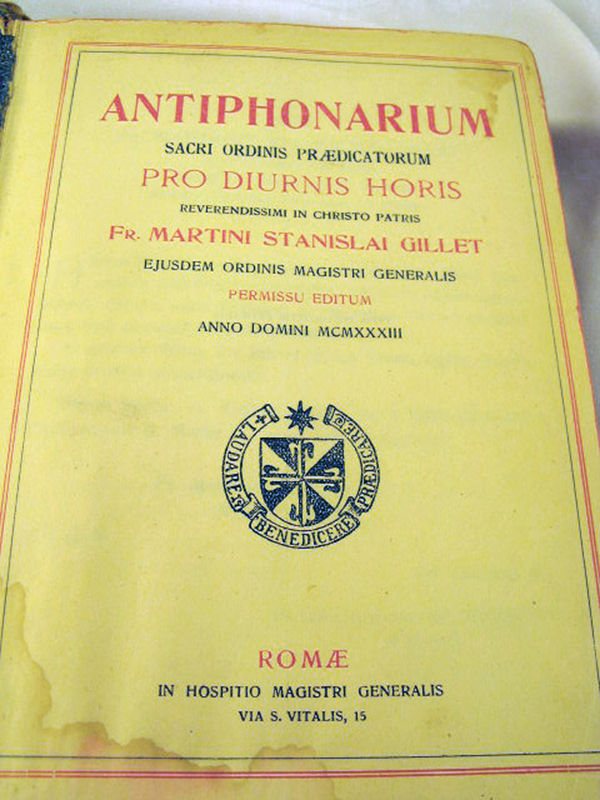 ANTIPHONARIUM
SACRI ORDINIS PRÆDICATORUM
PRO DIURNIS HORIS
REVERENDISSIMI IN CHRISTO PATRIS
FR. MARTINI STANISLAI GILLET
EJUSDEM ORDINIS MAGISTRI GENERALIS
PERMISSU EDITUM
ANNO DOMINI MCMXXXIII
LAUDARE
BENEDICERE
PRÆDICARE
ROMÆ
IN HOSPITIO MAGISTRI GENERALIS
VIA S. VITALIS, 15